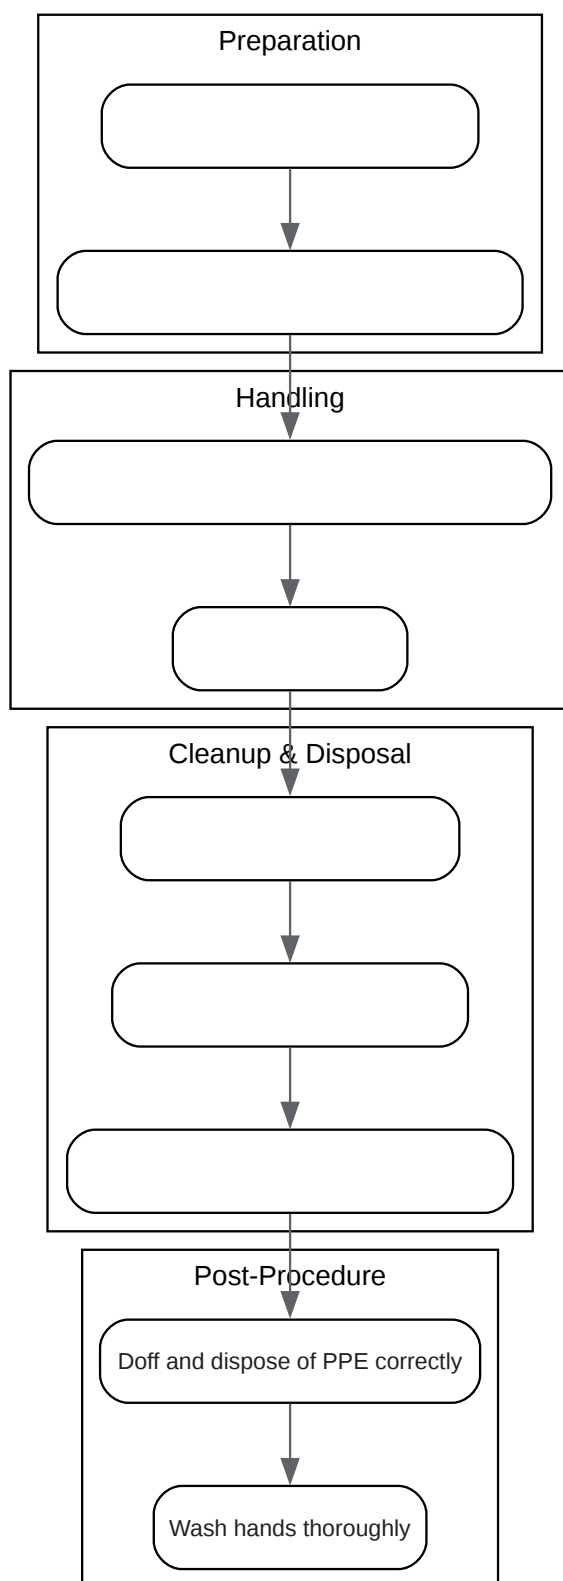 Preparation
Handling
Cleanup & Disposal
Post-Procedure
Doff and dispose of PPE correctly
Wash hands thoroughly